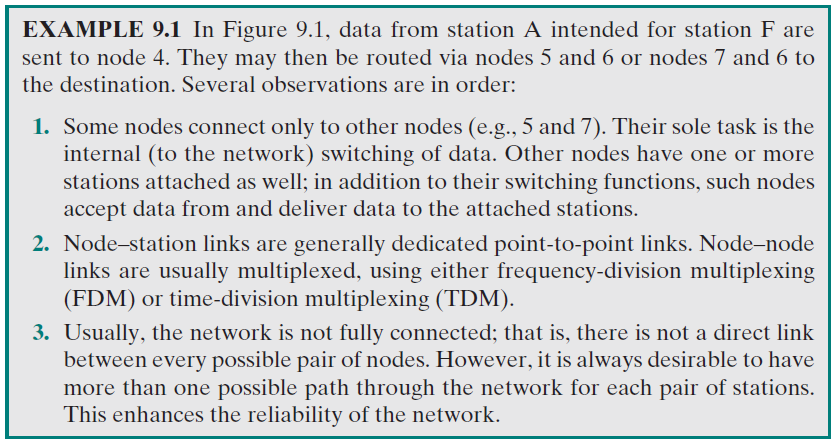 EXAMPLE 9.1 In Figure 9.1, data from station A intended for station F are
sent to node 4. They may then be routed via nodes 5 and 6 or nodes 7 and 6 to
the destination. Several observations are in order:
1. Some nodes connect only to other nodes (e.g., 5 and 7). Their sole task is the
internal (to the network) switching of data. Other nodes have one or more
stations attached as well; in addition to their switching functions, such nodes
accept data from and deliver data to the attached stations.
2. Node–station links are generally dedicated point-to-point links. Node–node
links are usually multiplexed, using either frequency-division multiplexing
(FDM) or time-division multiplexing (TDM).
3. Usually, the network is not fully connected; that is, there is not a direct link
between every possible pair of nodes. However, it is always desirable to have
more than one possible path through the network for each pair of stations.
This enhances the reliability of the network.